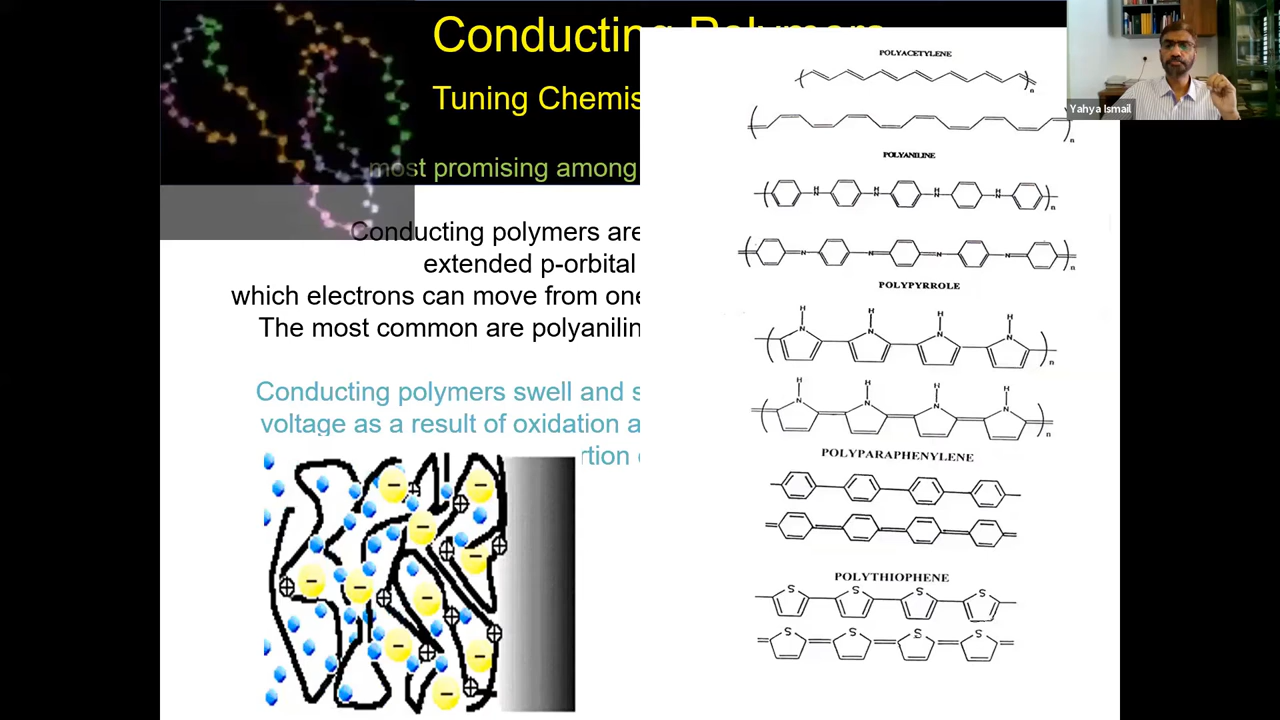 Conducting Polymers
Tuning Chemis
most promising among
Conducting polymers are
extended p-orbital
which electrons can move from one
The most common are polyanilin
Conducting polymers swell and s
voltage as a result of oxidation a
rtion
POLYACETYLENE
n
n
POLYANILINE
H H H H
N N N N
n
N N N N
n
POLYPYRROLE
H H H H
N N N N
n
H H H H
N N N N
n
POLYPARAPHENYLENE
POLYTHIOPHENE
S S S S
S S S S
Yahya Ismail